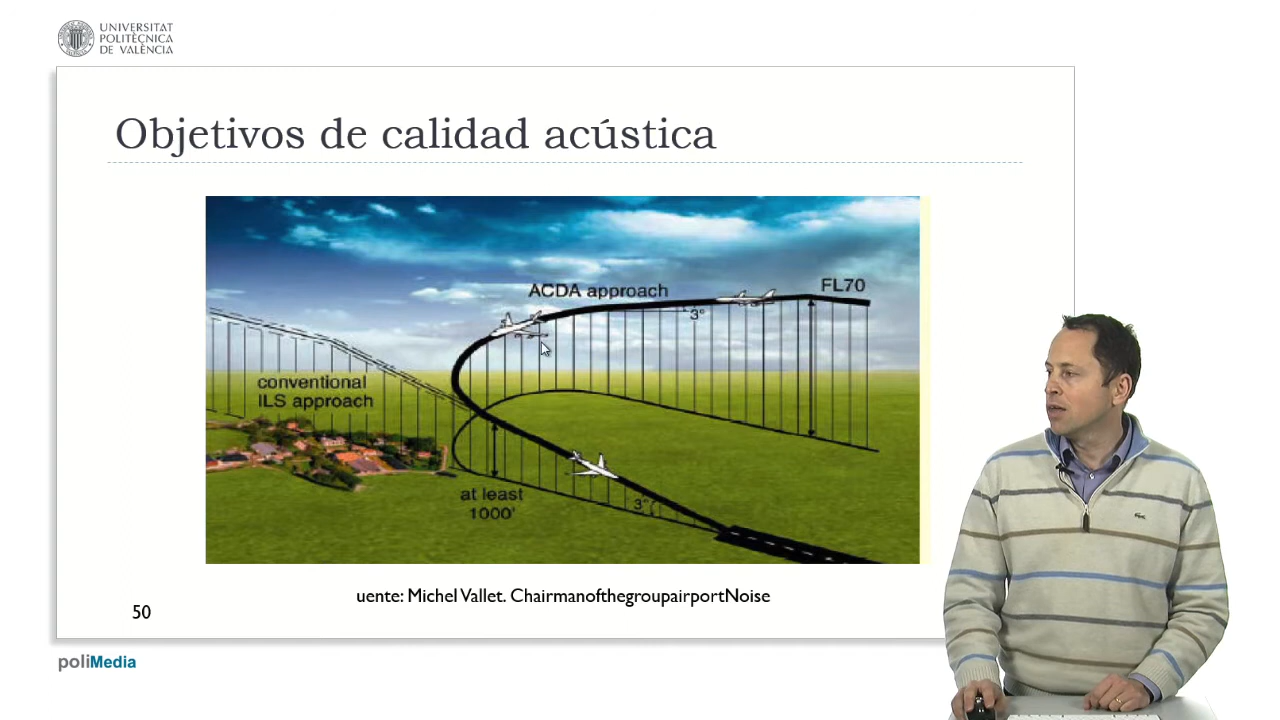 UNIVERSITAT
POLITÈCNICA
DE VALÈNCIA
Objetivos de calidad acústica
ACDA approach
FL70
3°
conventional
ILS approach
at least
1000'
3°
uente: Michel Vallet. ChairmanofthegroupairportNoise
50
poliMedia